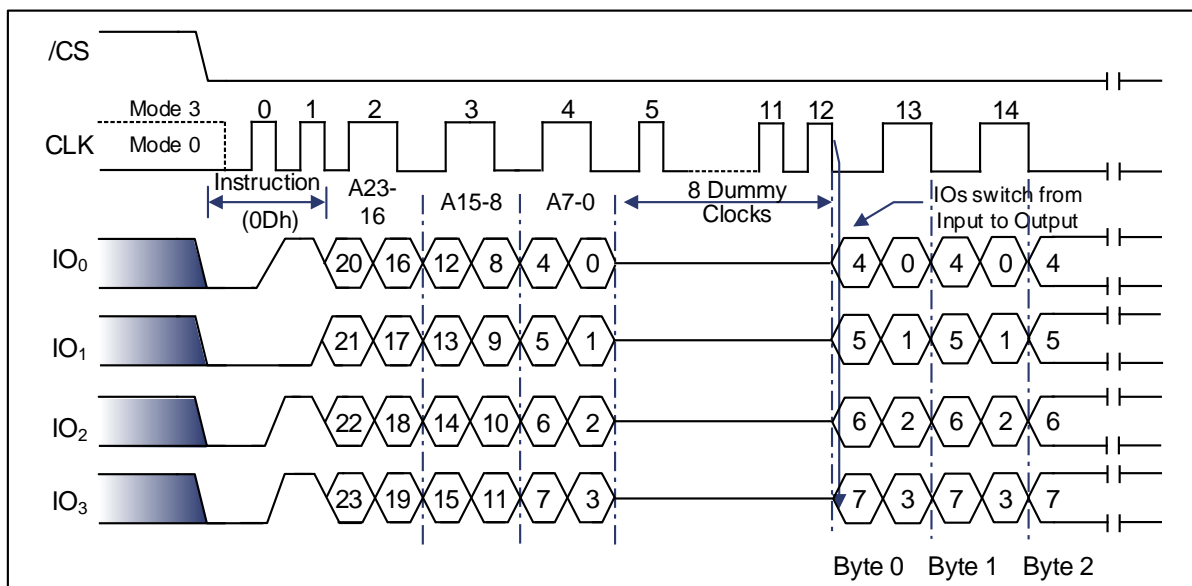 /CS
Mode 3
0 1 2 3 4 5 11 12 13 14
CLK
Mode 0
Instruction
(0Dh)
A23-
16
A15-8
A7-0
8 Dummy
Clocks
IOs switch from
Input to Output
IO₀
20 16 12 8 4 0 4 0 4 0 4
IO₁
21 17 13 9 5 1 5 1 5 1 5
IO₂
22 18 14 10 6 2 6 2 6 2 6
IO₃
23 19 15 11 7 3 7 3 7 3 7
Byte 0 Byte 1 Byte 2